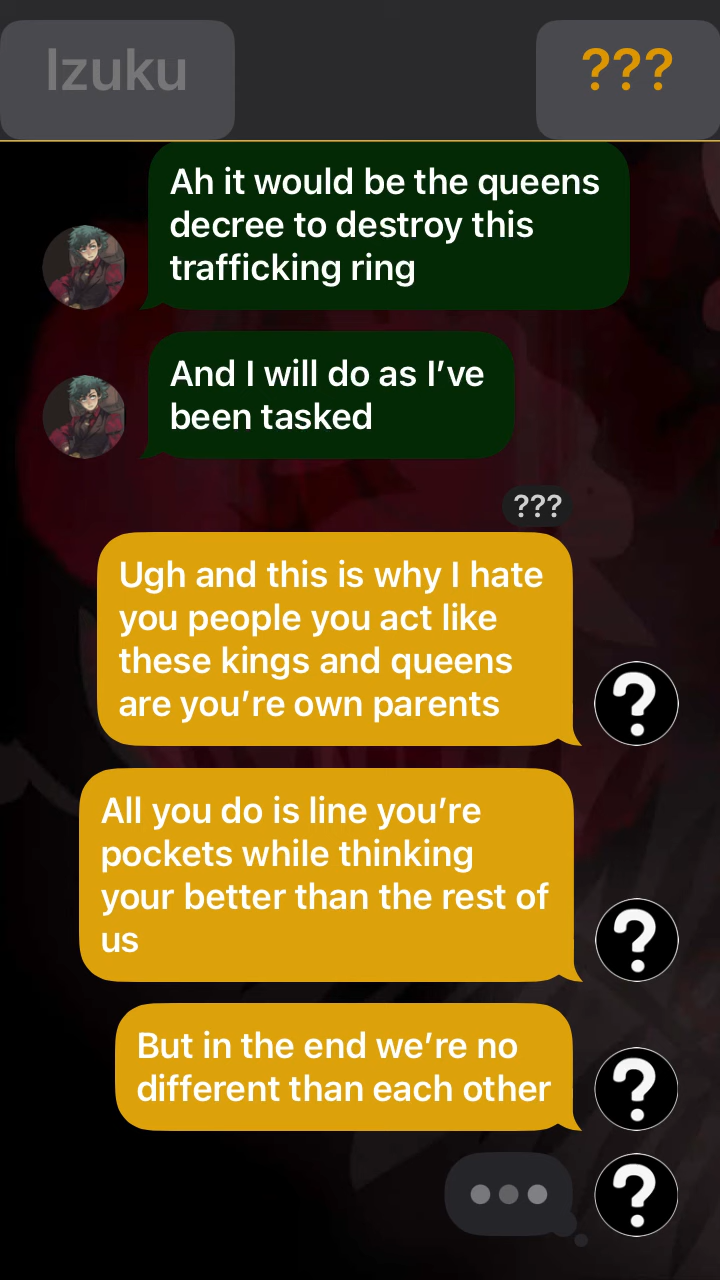 Izuku
???
Ah it would be the queens
decree to destroy this
trafficking ring
And I will do as I’ve
been tasked
???
Ugh and this is why I hate
you people you act like
these kings and queens
are you’re own parents
?
All you do is line you’re
pockets while thinking
your better than the rest of
us
?
But in the end we’re no
different than each other
?
?